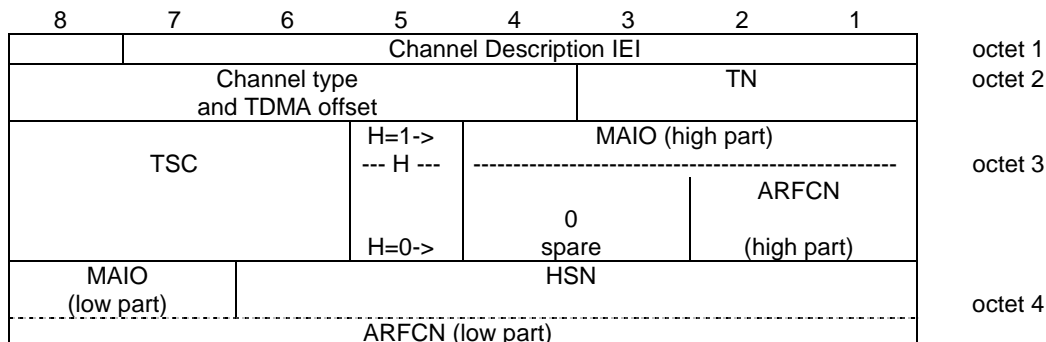 8 7 6 5 4 3 2 1
Channel Description IEI octet 1
Channel type TN octet 2
and TDMA offset
H=1-> MAIO (high part)
TSC --- H --- ----------------------------------------------------- octet 3
ARFCN
0
H=0-> spare (high part)
MAIO HSN
(low part) octet 4
ARFCN (low part)